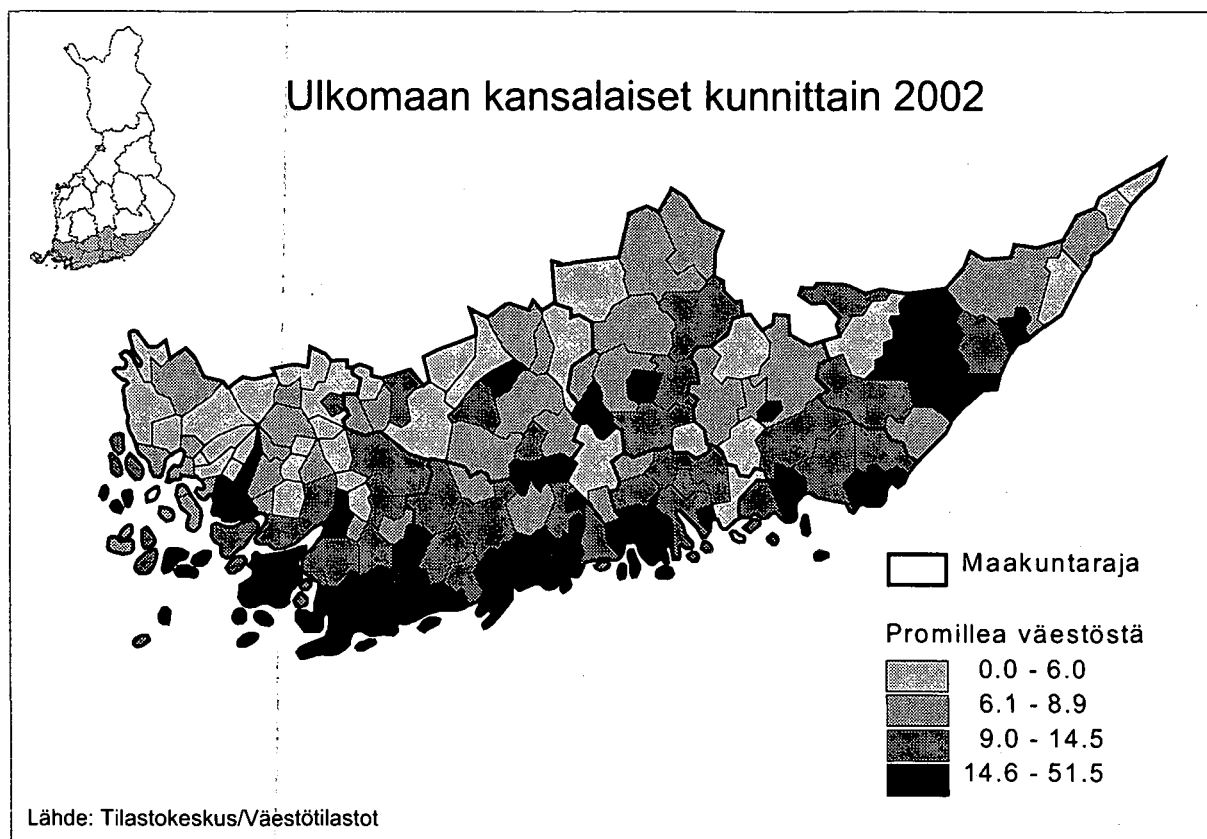 Ulkomaan kansalaiset kunnittain 2002
Maakuntaraja
Promillea väestöstä
0.0 - 6.0
6.1 - 8.9
9.0 - 14.5
14.6 - 51.5
Lähde: Tilastokeskus/Väestötilastot